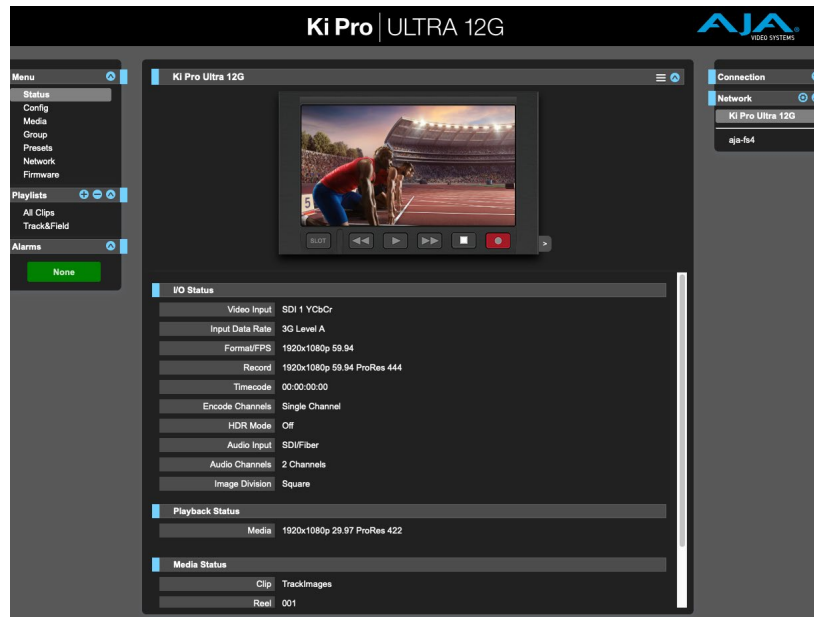 Ki Pro ULTRA 12G
AJA
VIDEO SYSTEMS
Menu
Status
Config
Media
Group
Presets
Network
Firmware
Playlists
All Clips
Track&Field
Alarms
None
Ki Pro Ultra 12G
5
SLOT
>
I/O Status
Video Input SDI 1 YCbCr
Input Data Rate 3G Level A
Format/FPS 1920x1080p 59.94
Record 1920x1080p 59.94 ProRes 444
Timecode 00:00:00:00
Encode Channels Single Channel
HDR Mode Off
Audio Input SDI/Fiber
Audio Channels 2 Channels
Image Division Square
Playback Status
Media 1920x1080p 29.97 ProRes 422
Media Status
Clip TrackImages
Reel 001
Connection
Network
Ki Pro Ultra 12G
aja-fs4